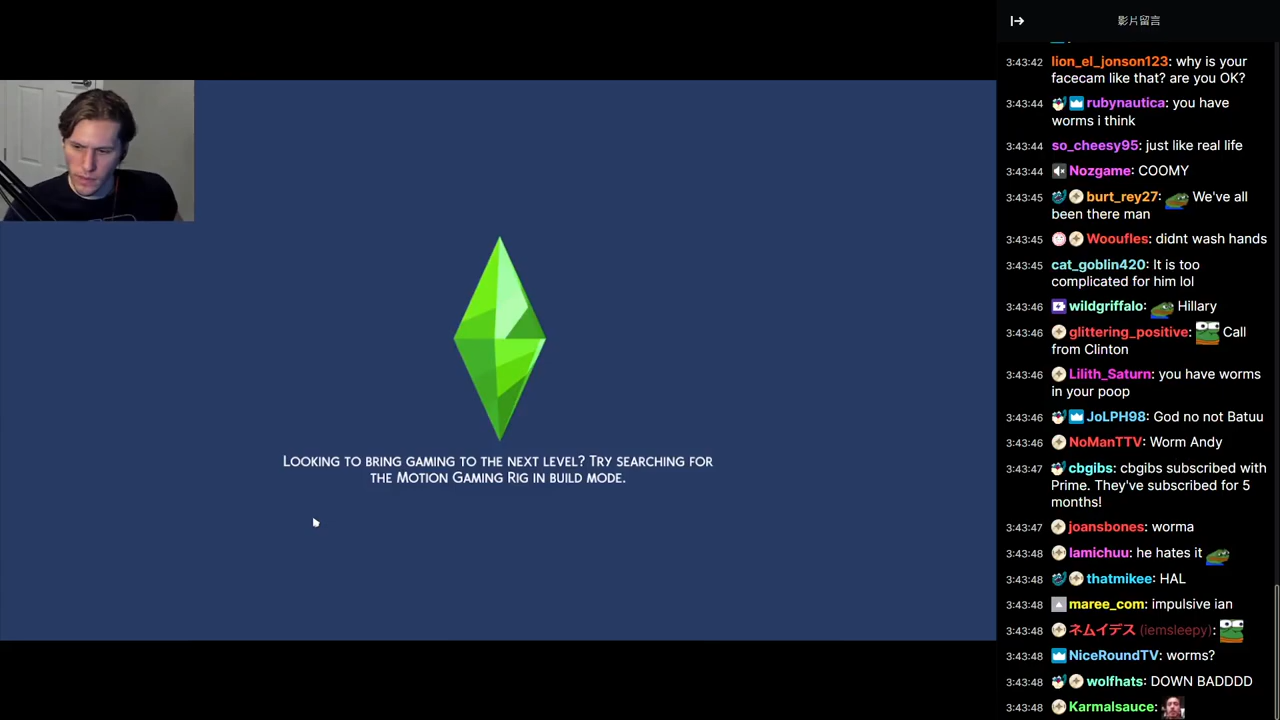 影片留言
3:43:42 lion_el_jonson123: why is your
facecam like that? are you OK?
3:43:44 rubynautica: you have
worms i think
3:43:44 so_cheesy95: just like real life
3:43:44 Nozgame: COOMY
3:43:45 burt_rey27: We've all
been there man
3:43:45 Wooufles: didnt wash hands
3:43:45 cat_goblin420: It is too
complicated for him lol
3:43:46 wildgriffalo: Hillary
3:43:46 glittering_positive: Call
from Clinton
3:43:46 Lilith_Saturn: you have worms
in your poop
3:43:46 JoLPH98: God no not Batuu
3:43:46 NoManTTV: Worm Andy
3:43:47 cbgibs: cbgibs subscribed with
Prime. They've subscribed for 5
months!
3:43:47 joansbones: worma
3:43:48 lamichuu: he hates it
3:43:48 thatmikee: HAL
3:43:48 maree_com: impulsive ian
3:43:48 ネムイデス (iemsleepy):
3:43:48 NiceRoundTV: worms?
3:43:48 wolfhats: DOWN BADDDD
3:43:48 Karmalsauce:
Looking to bring gaming to the next level? Try searching for
the Motion Gaming Rig in build mode.